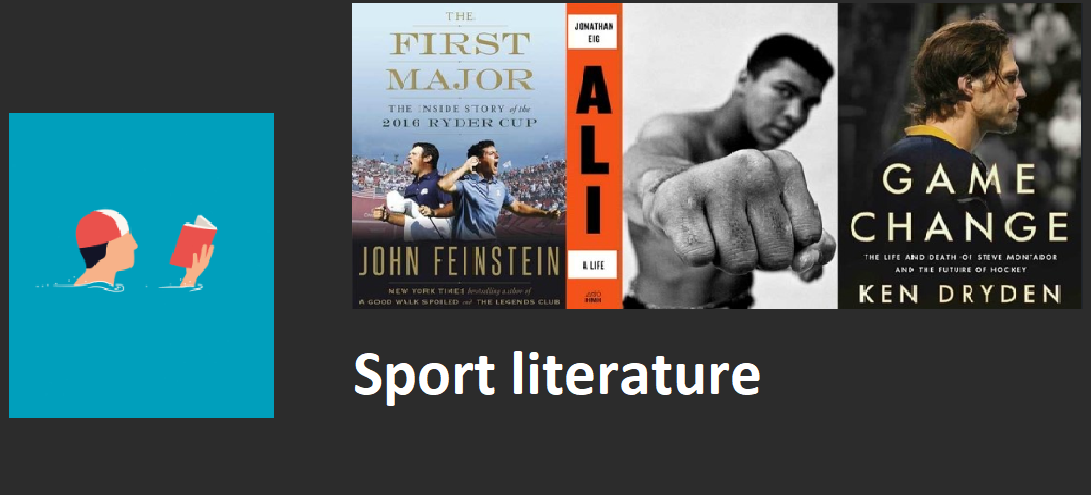 THE
FIRST
MAJOR
THE INSIDE STORY of the
2016 RYDER CUP
JOHN FEINSTEIN
NEW YORK TIMES bestselling author of
A GOOD WALK SPOILED and THE LEGENDS CLUB
JONATHAN
EIG
ALI
A LIFE
GAME
CHANGE
THE LIFE AND DEATH OF STEVE MONTADOR
AND THE FUTURE OF HOCKEY
KEN DRYDEN
Sport literature